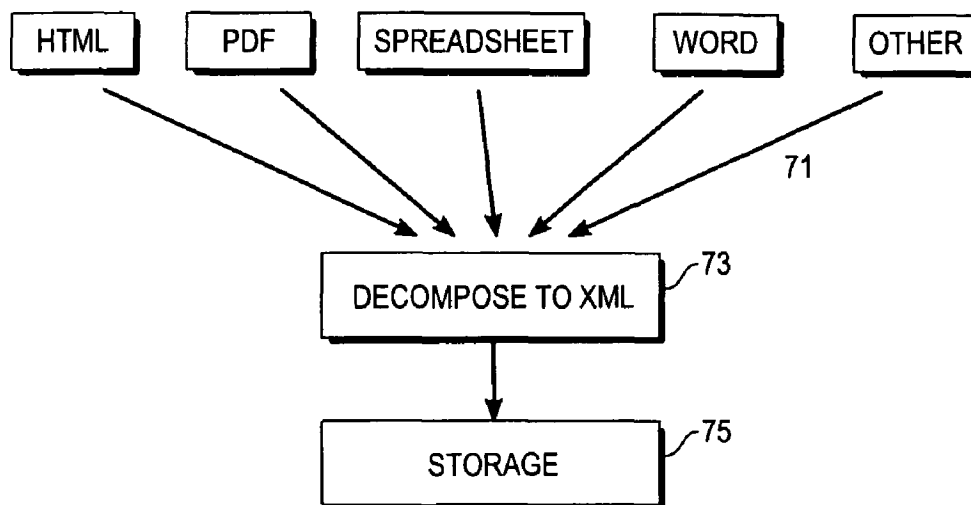 HTML
PDF
SPREADSHEET
WORD
OTHER
71
DECOMPOSE TO XML
73
STORAGE
75